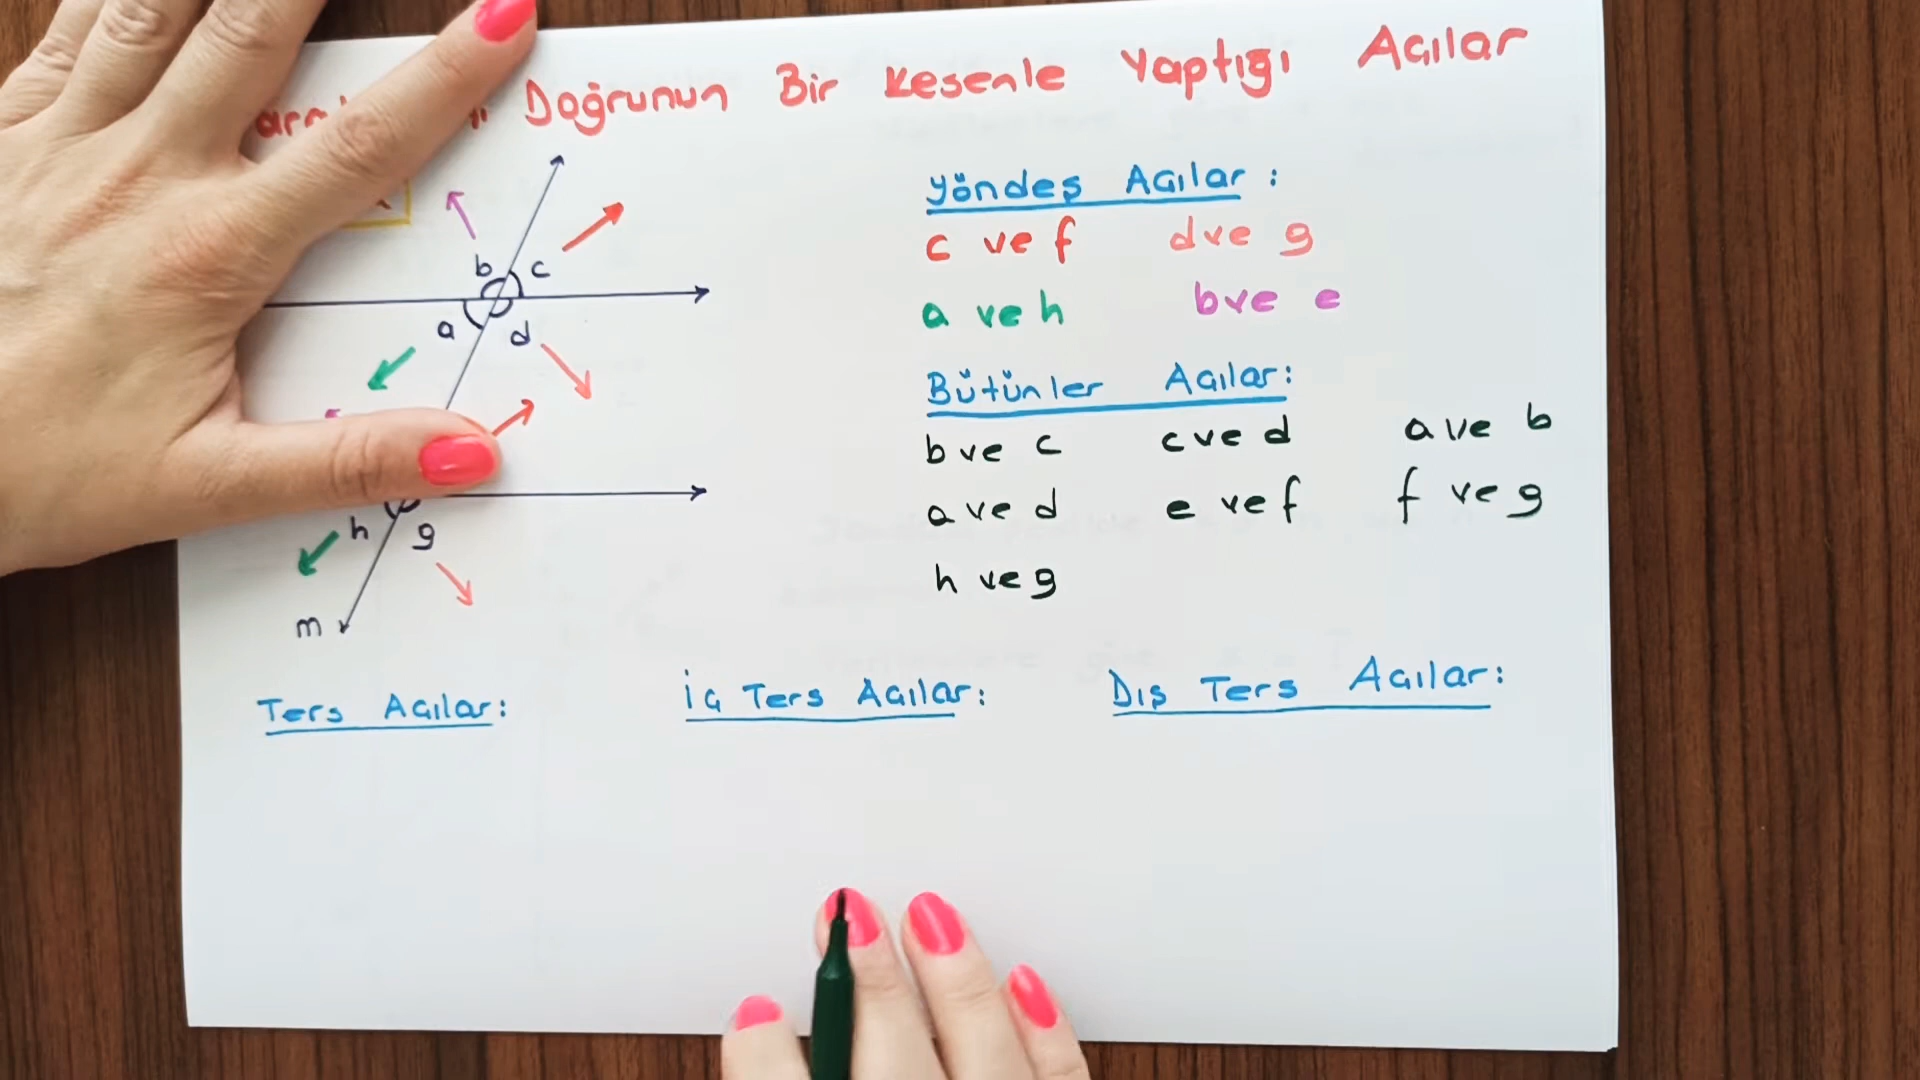 Doğrunun Bir Kesenle Yaptığı Açılar
b c
a d
h g
m
Yöndeş Açılar :
c ve f d ve g
a ve h b ve e
Bütünler Açılar:
b ve c c ve d a ve b
a ve d e ve f f ve g
h ve g
Ters Açılar: İç Ters Açılar: Dış Ters Açılar: